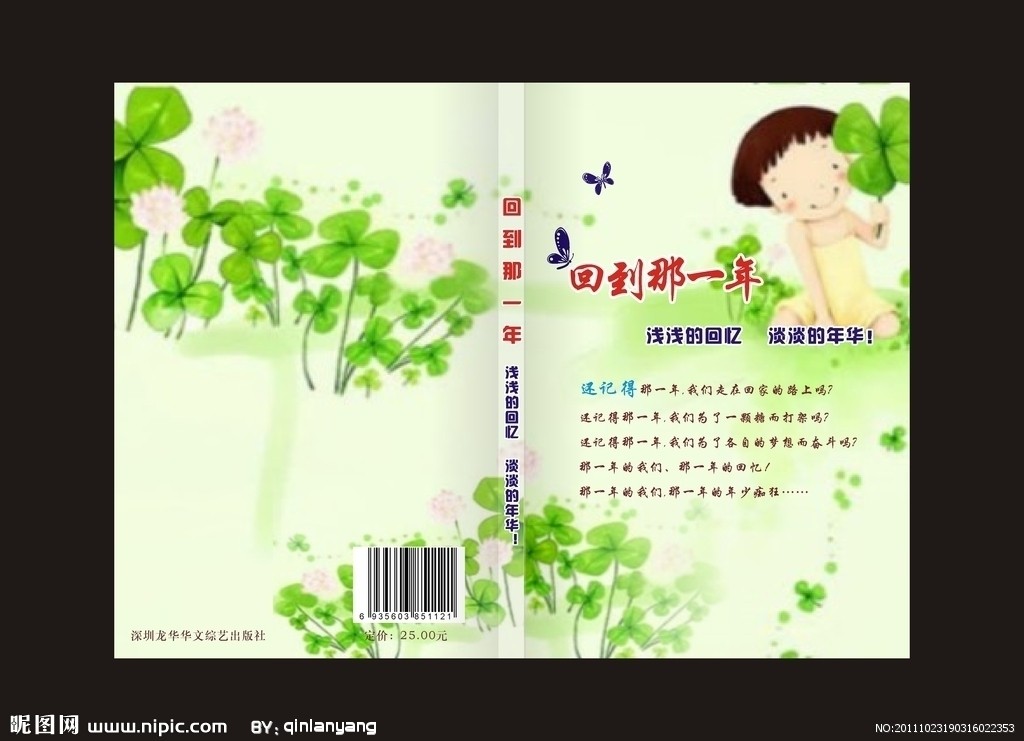 回到那一年
浅浅的回忆 淡淡的年华!
还记得那一年.我们走在回家的路上吗?
还记得那一年.我们为了一颗糖而打架吗?
还记得那一年.我们为了各自的梦想而奋斗吗?
那一年的我们、那一年的回忆!
那一年的我们.那一年的年少痴狂……
回到那一年 浅浅的回忆 淡淡的年华!
6 935603 851121
深圳龙华华文综艺出版社
定价: 25.00元
昵图网 www.nipic.com BY: qinlanyang
NO:20111023190316022353